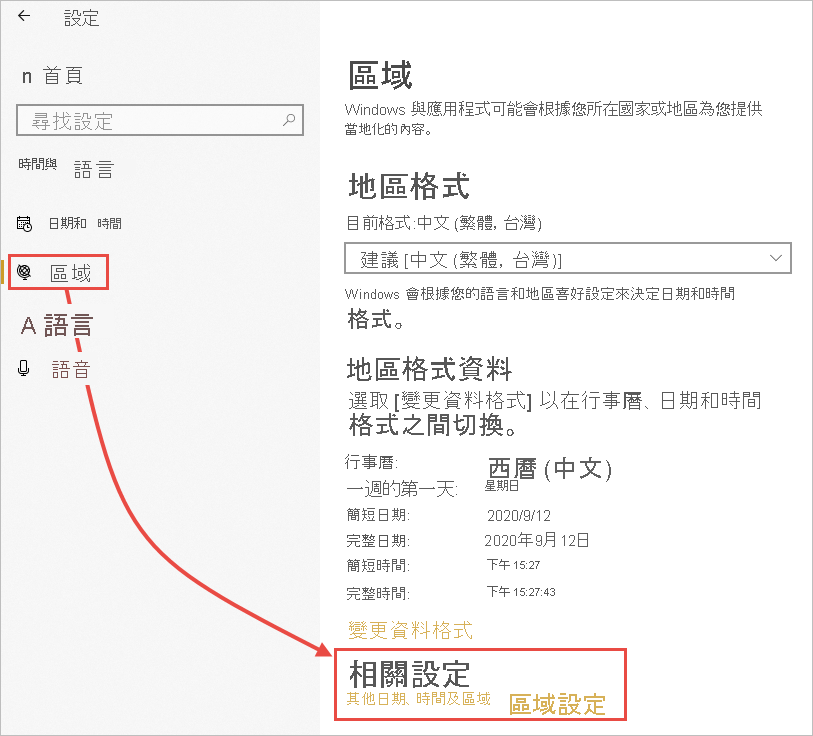 設定
n 首頁
尋找設定
時間與 語言
日期和 時間
區域
A 語言
語音
區域
Windows 與應用程式可能會根據您所在國家或地區為您提供
當地化的內容。
地區格式
目前格式:中文 (繁體, 台灣)
建議 [中文 (繁體, 台灣)]
Windows 會根據您的語言和地區喜好設定來決定日期和時間
格式。
地區格式資料
選取 [變更資料格式] 以在行事曆、日期和時間
格式之間切換。
行事曆: 西曆 (中文)
一週的第一天: 星期日
簡短日期: 2020/9/12
完整日期: 2020年9月12日
簡短時間: 下午 15:27
完整時間: 下午 15:27:43
變更資料格式
相關設定
其他日期、時間及區域 區域設定